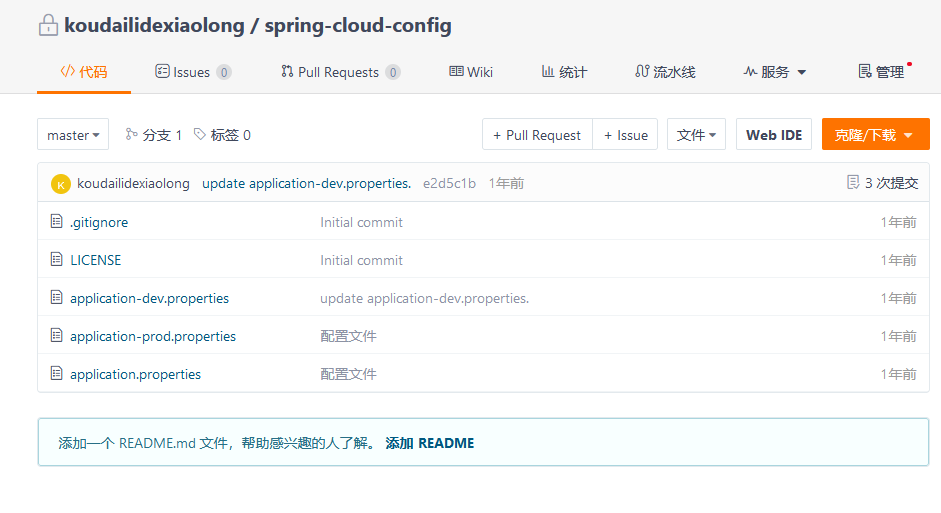 koudailidexiaolong / spring-cloud-config
</> 代码 Issues 0 Pull Requests 0 Wiki 统计 流水线 服务 管理
master 分支 1 标签 0 + Pull Request + Issue 文件 Web IDE 克隆/下载
K koudailidexiaolong update application-dev.properties. e2d5c1b 1年前 3 次提交
.gitignore Initial commit 1年前
LICENSE Initial commit 1年前
application-dev.properties update application-dev.properties. 1年前
application-prod.properties 配置文件 1年前
application.properties 配置文件 1年前
添加一个 README.md 文件，帮助感兴趣的人了解。 添加 README